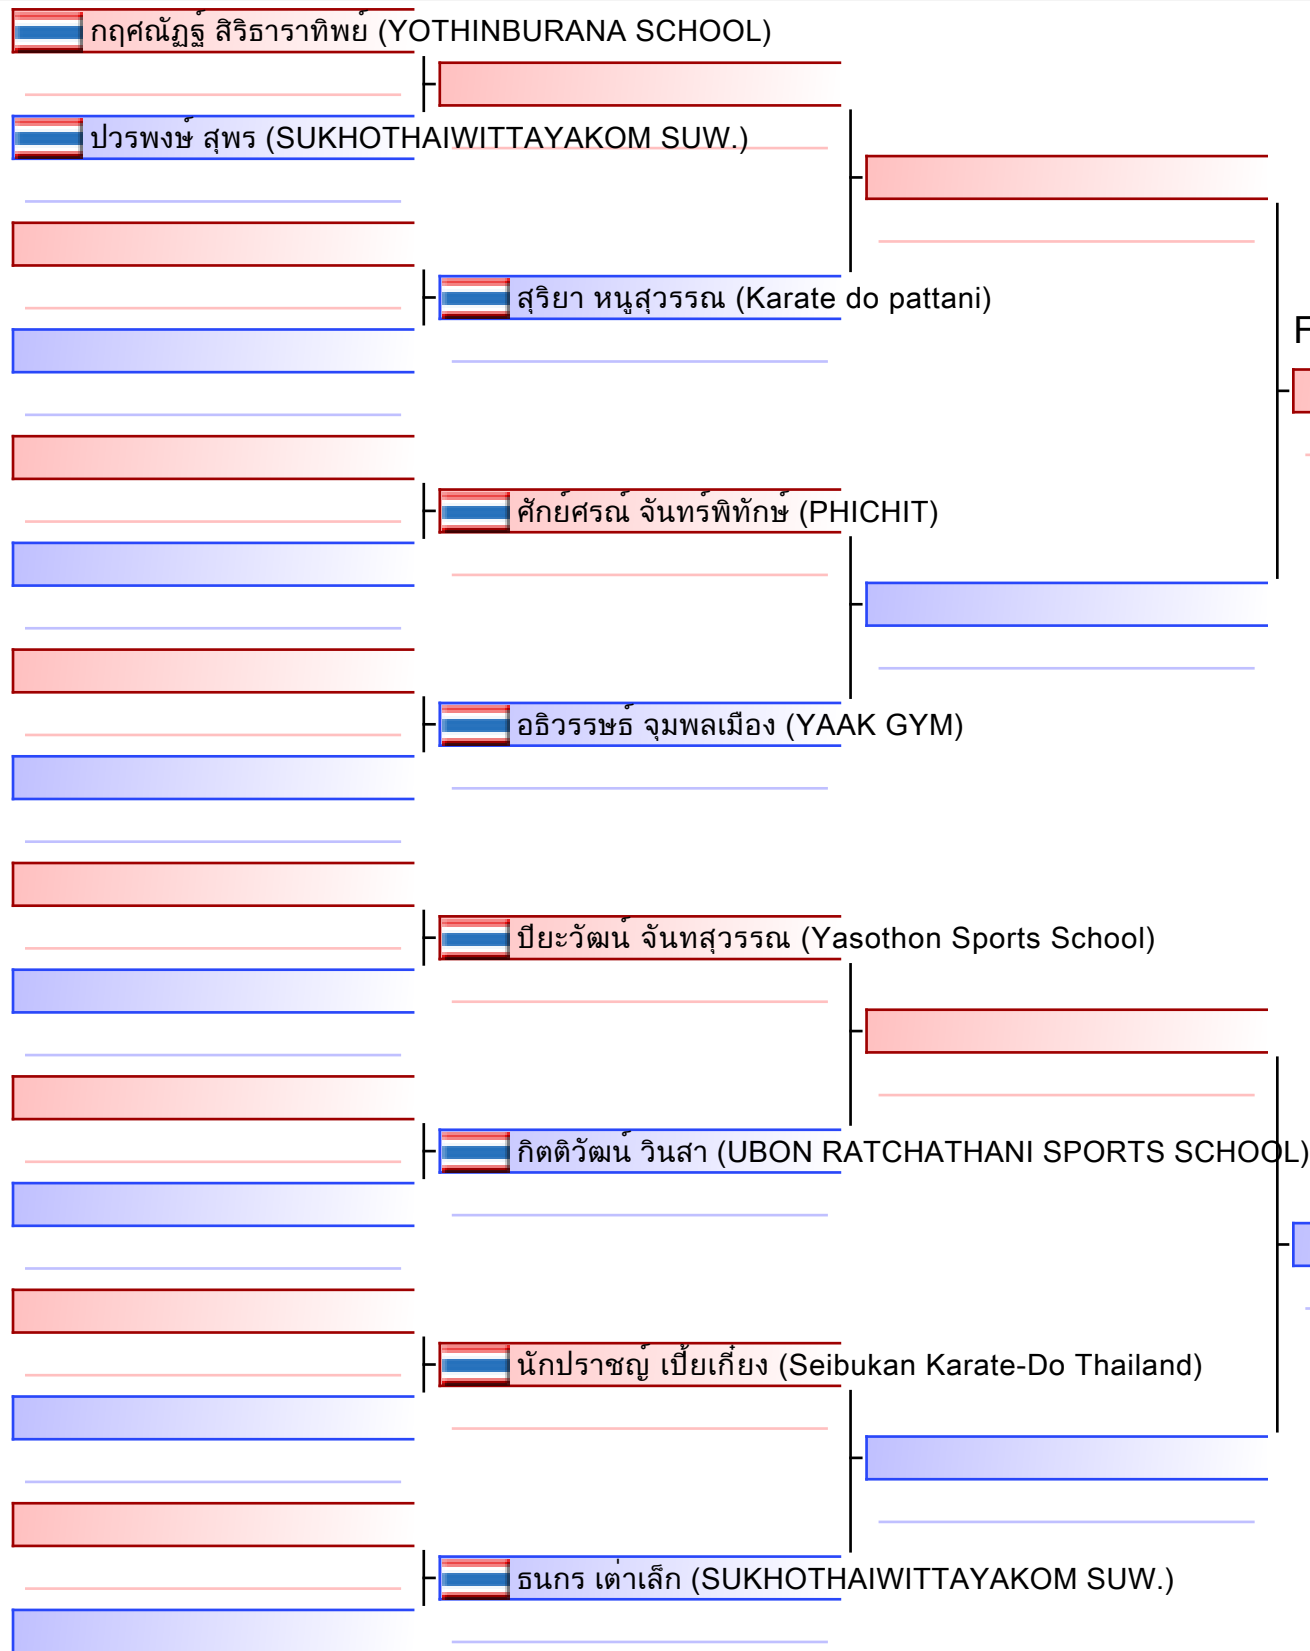 กฤศณัฏฐ์ สิริธาราทิพย์ (YOTHINBURANA SCHOOL)
ปวรพงษ์ สุพร (SUKHOTHAIWITTAYAKOM SUW.)
สุริยา หนูสุวรรณ (Karate do pattani)
F
ศักย์ศรณ์ จันทร์พิทักษ์ (PHICHIT)
อธิวรรษธ์ จุมพลเมือง (YAAK GYM)
ปิยะวัฒน์ จันทสุวรรณ (Yasothon Sports School)
กิตติวัฒน์ วินสา (UBON RATCHATHANI SPORTS SCHOOL)
นักปราชญ์ เปี้ยเกี๋ยง (Seibukan Karate-Do Thailand)
ธนกร เต่าเล็ก (SUKHOTHAIWITTAYAKOM SUW.)